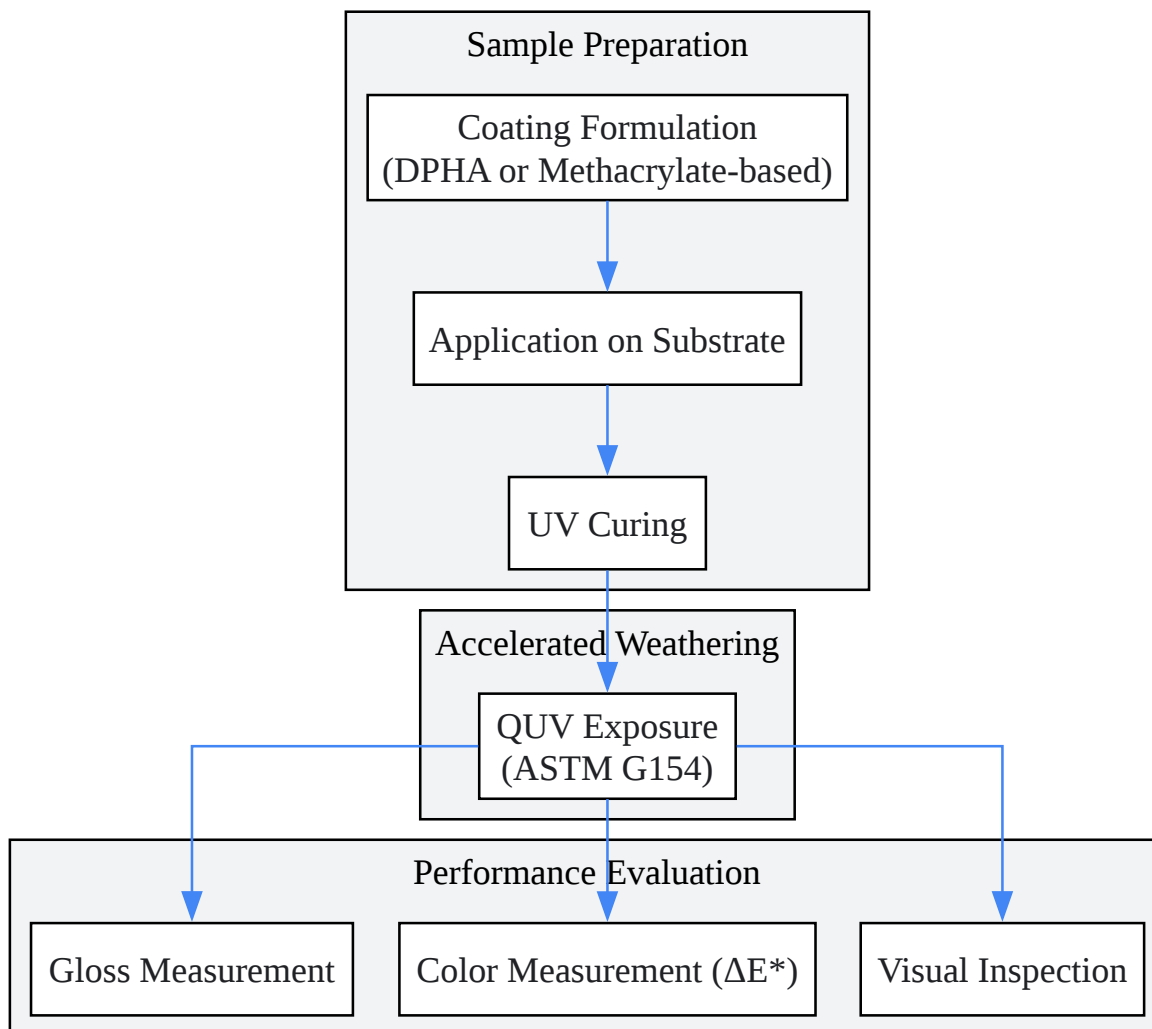 Sample Preparation
Coating Formulation
(DPHA or Methacrylate-based)
Application on Substrate
UV Curing
Accelerated Weathering
QUV Exposure
(ASTM G154)
Performance Evaluation
Gloss Measurement
Color Measurement (ΔE*)
Visual Inspection